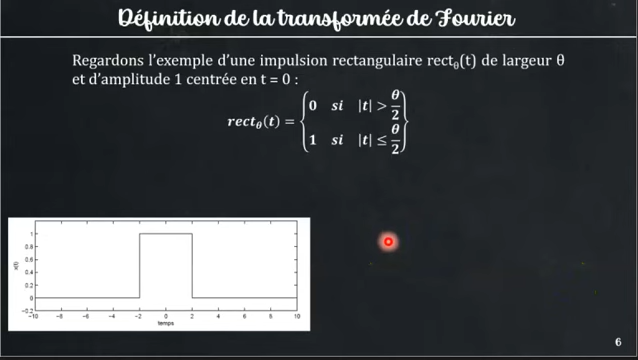 Définition de la transformée de Fourier
Regardons l'exemple d'une impulsion rectangulaire rect_θ(t) de largeur θ
et d'amplitude 1 centrée en t = 0 :
rect_θ(t) = { 0 si |t| > θ/2
1 si |t| ≤ θ/2 }
1
0.8
0.6
0.4
0.2
0
-0.2
x(t)
-10 -8 -6 -4 -2 0 2 4 6 8 10
temps
6